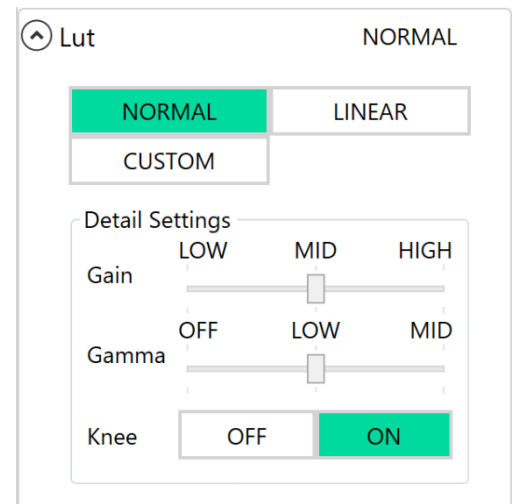 Lut NORMAL
NORMAL LINEAR
CUSTOM
Detail Settings
LOW MID HIGH
Gain
OFF LOW MID
Gamma
Knee OFF ON